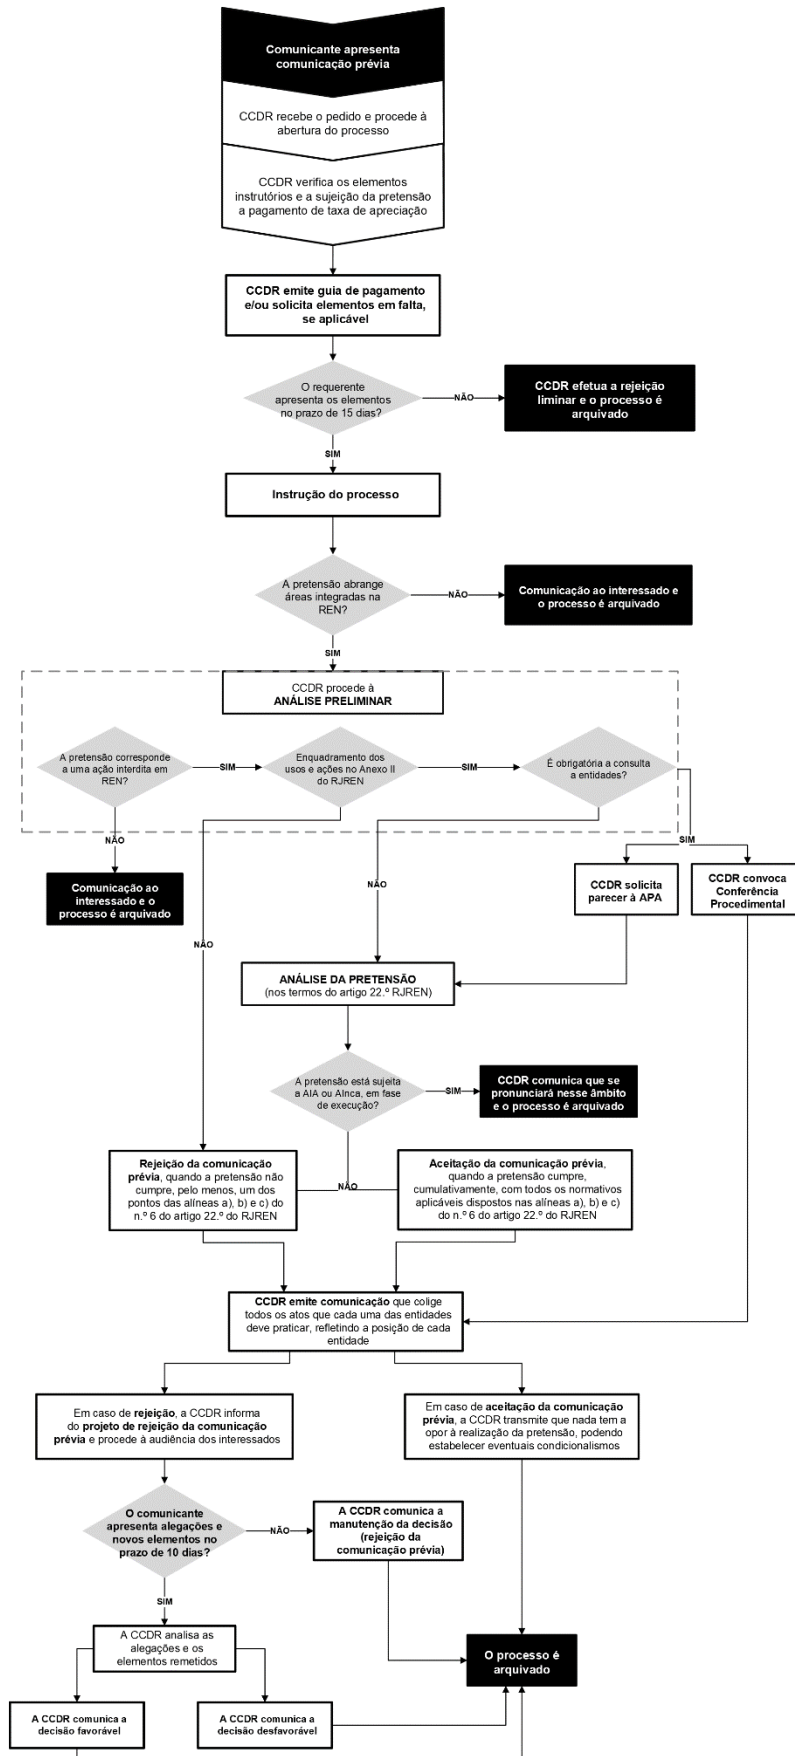 Comunicante apresenta
comunicação prévia
CCDR recebe o pedido e procede à
abertura do processo
CCDR verifica os elementos
instrutórios e a sujeição da pretensão
a pagamento de taxa de apreciação
CCDR emite guia de pagamento
e/ou solicita elementos em falta,
se aplicável
O requerente
apresenta os elementos
no prazo de 15 dias?
NÃO
CCDR efetua a rejeição
liminar e o processo é
arquivado
SIM
Instrução do processo
A pretensão abrange
áreas integradas na
REN?
NÃO
Comunicação ao interessado e
o processo é arquivado
SIM
CCDR procede à
ANÁLISE PRELIMINAR
A pretensão corresponde
a uma ação interdita em
REN?
SIM
Enquadramento dos
usos e ações no Anexo II
do RJREN
SIM
É obrigatória a consulta
a entidades?
NÃO
SIM
Comunicação ao
interessado e o
processo é arquivado
NÃO
NÃO
CCDR solicita
parecer à APA
CCDR convoca
Conferência
Procedimental
ANÁLISE DA PRETENSÃO
(nos termos do artigo 22.º RJREN)
A pretensão está sujeita
a AIA ou AInca, em fase
de execução?
SIM
CCDR comunica que se
pronunciará nesse âmbito
e o processo é arquivado
Rejeição da comunicação
prévia, quando a pretensão não
cumpre, pelo menos, um dos
pontos das alíneas a), b) e c) do
n.º 6 do artigo 22.º do RJREN
NÃO
Aceitação da comunicação prévia,
quando a pretensão cumpre,
cumulativamente, com todos os normativos
aplicáveis dispostos nas alíneas a), b) e c)
do n.º 6 do artigo 22.º do RJREN
CCDR emite comunicação que colige
todos os atos que cada uma das entidades
deve praticar, refletindo a posição de cada
entidade
Em caso de rejeição, a CCDR informa
do projeto de rejeição da comunicação
prévia e procede à audiência dos interessados
Em caso de aceitação da comunicação
prévia, a CCDR transmite que nada tem a
opor à realização da pretensão, podendo
estabelecer eventuais condicionalismos
O comunicante
apresenta alegações e
novos elementos no
prazo de 10 dias?
NÃO
A CCDR comunica a
manutenção da decisão
(rejeição da
comunicação prévia)
SIM
A CCDR analisa as
alegações e os
elementos remetidos
O processo é
arquivado
A CCDR comunica a
decisão favorável
A CCDR comunica a
decisão desfavorável